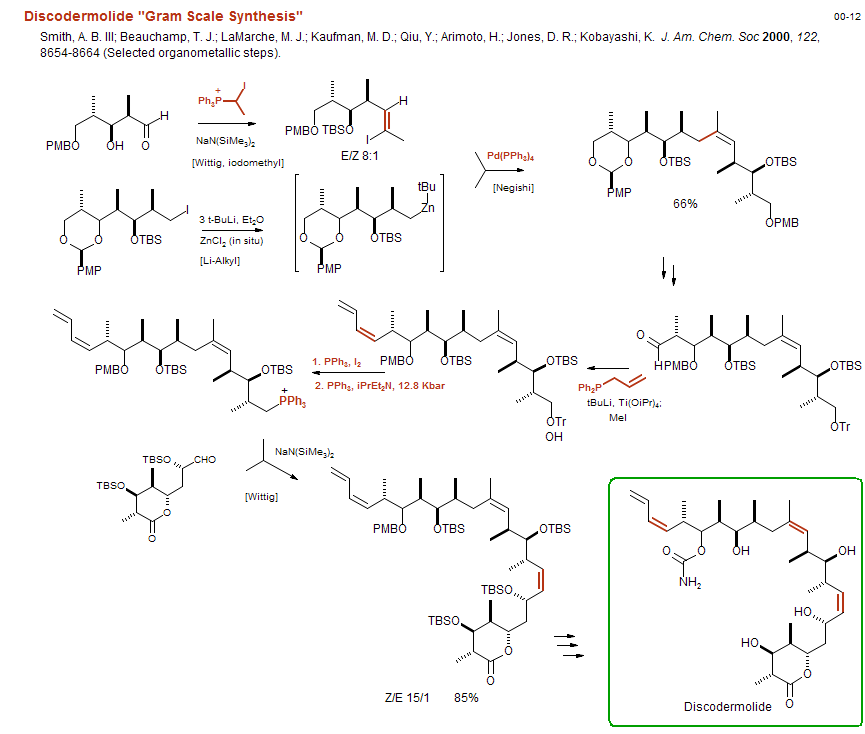 Discodermolide "Gram Scale Synthesis"
00-12
Smith, A. B. III; Beauchamp, T. J.; LaMarche, M. J.; Kaufman, M. D.; Qiu, Y.; Arimoto, H.; Jones, D. R.; Kobayashi, K. J. Am. Chem. Soc 2000, 122,
8654-8664 (Selected organometallic steps).
PMBO
OH
O
H
Ph3P
+
I
NaN(SiMe3)2
[Wittig, iodomethyl]
PMBO
TBSO
H
I
E/Z 8:1
O
O
PMP
OTBS
I
3 t-BuLi, Et2O
ZnCl2 (in situ)
[Li-Alkyl]
O
O
PMP
OTBS
tBu
Zn
Pd(PPh3)4
[Negishi]
O
O
PMP
OTBS
OTBS
OPMB
66%
O
H
PMBO
OTBS
OTBS
OTr
Ph2P
tBuLi, Ti(OiPr)4;
MeI
PMBO
OTBS
OTBS
OTr
OH
1. PPh3, I2
2. PPh3, iPrEt2N, 12.8 Kbar
PMBO
OTBS
OTBS
+
PPh3
TBSO
CHO
TBSO
O
O
NaN(SiMe3)2
[Wittig]
PMBO
OTBS
OTBS
TBSO
TBSO
O
O
Z/E 15/1
85%
O
O
NH2
OH
OH
HO
HO
O
O
Discodermolide